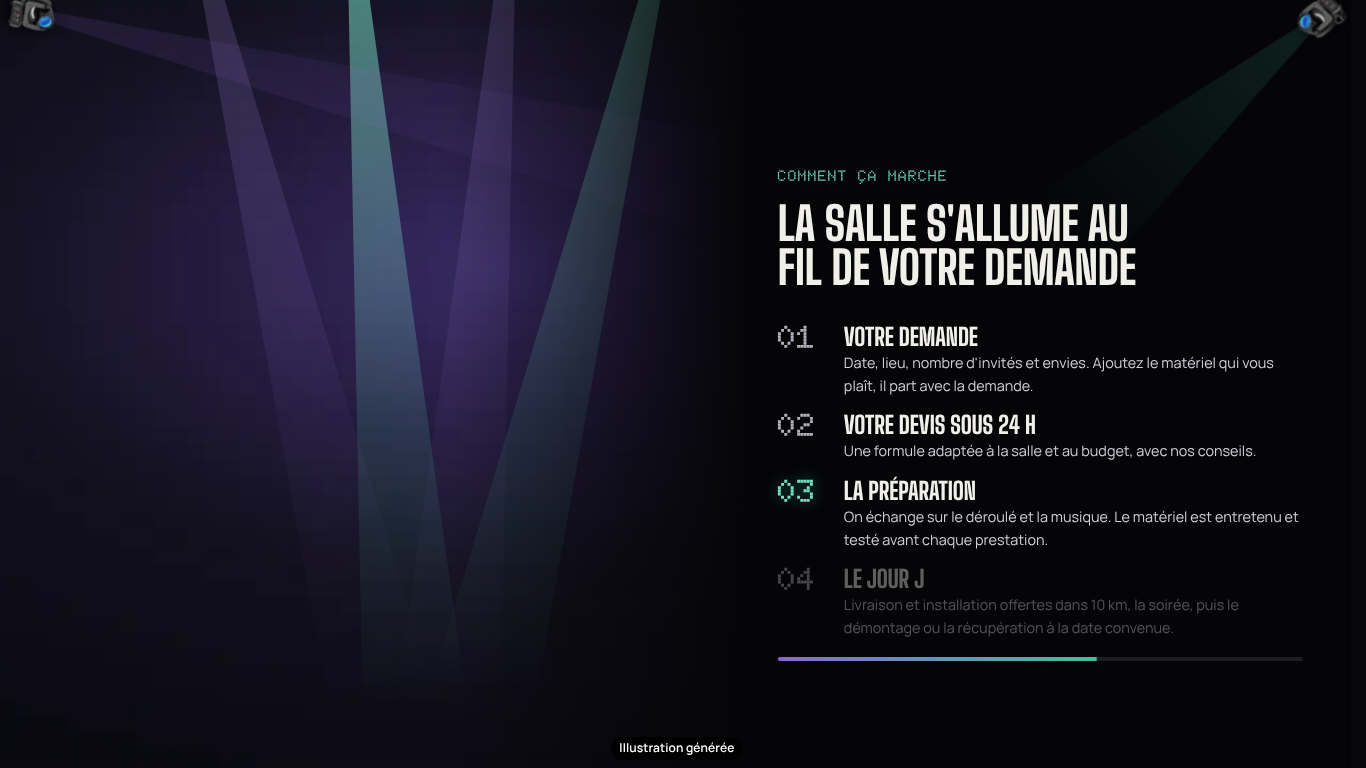 COMMENT ÇA MARCHE
LA SALLE S'ALLUME AU
FIL DE VOTRE DEMANDE
01 VOTRE DEMANDE
Date, lieu, nombre d'invités et envies. Ajoutez le matériel qui vous
plaît, il part avec la demande.
02 VOTRE DEVIS SOUS 24 H
Une formule adaptée à la salle et au budget, avec nos conseils.
03 LA PRÉPARATION
On échange sur le déroulé et la musique. Le matériel est entretenu et
testé avant chaque prestation.
04 LE JOUR J
Livraison et installation offertes dans 10 km, la soirée, puis le
démontage ou la récupération à la date convenue.
Illustration générée